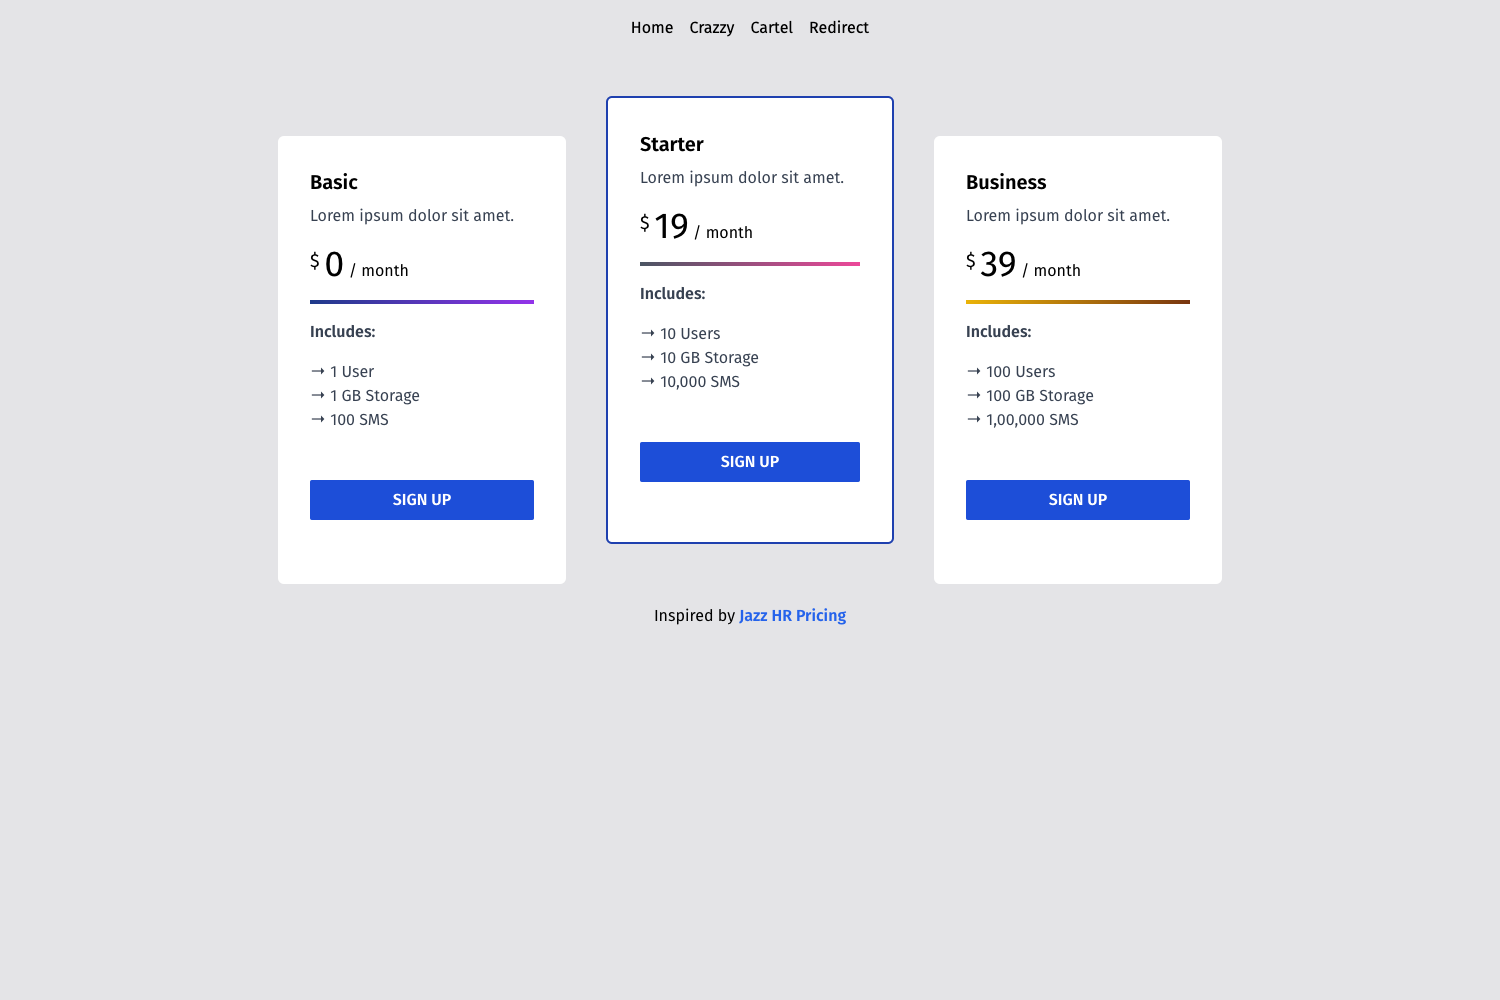 Home Crazzy Cartel Redirect
Basic
Lorem ipsum dolor sit amet.
$ 0 / month
Includes:
→ 1 User
→ 1 GB Storage
→ 100 SMS
SIGN UP
Starter
Lorem ipsum dolor sit amet.
$ 19 / month
Includes:
→ 10 Users
→ 10 GB Storage
→ 10,000 SMS
SIGN UP
Business
Lorem ipsum dolor sit amet.
$ 39 / month
Includes:
→ 100 Users
→ 100 GB Storage
→ 1,00,000 SMS
SIGN UP
Inspired by Jazz HR Pricing